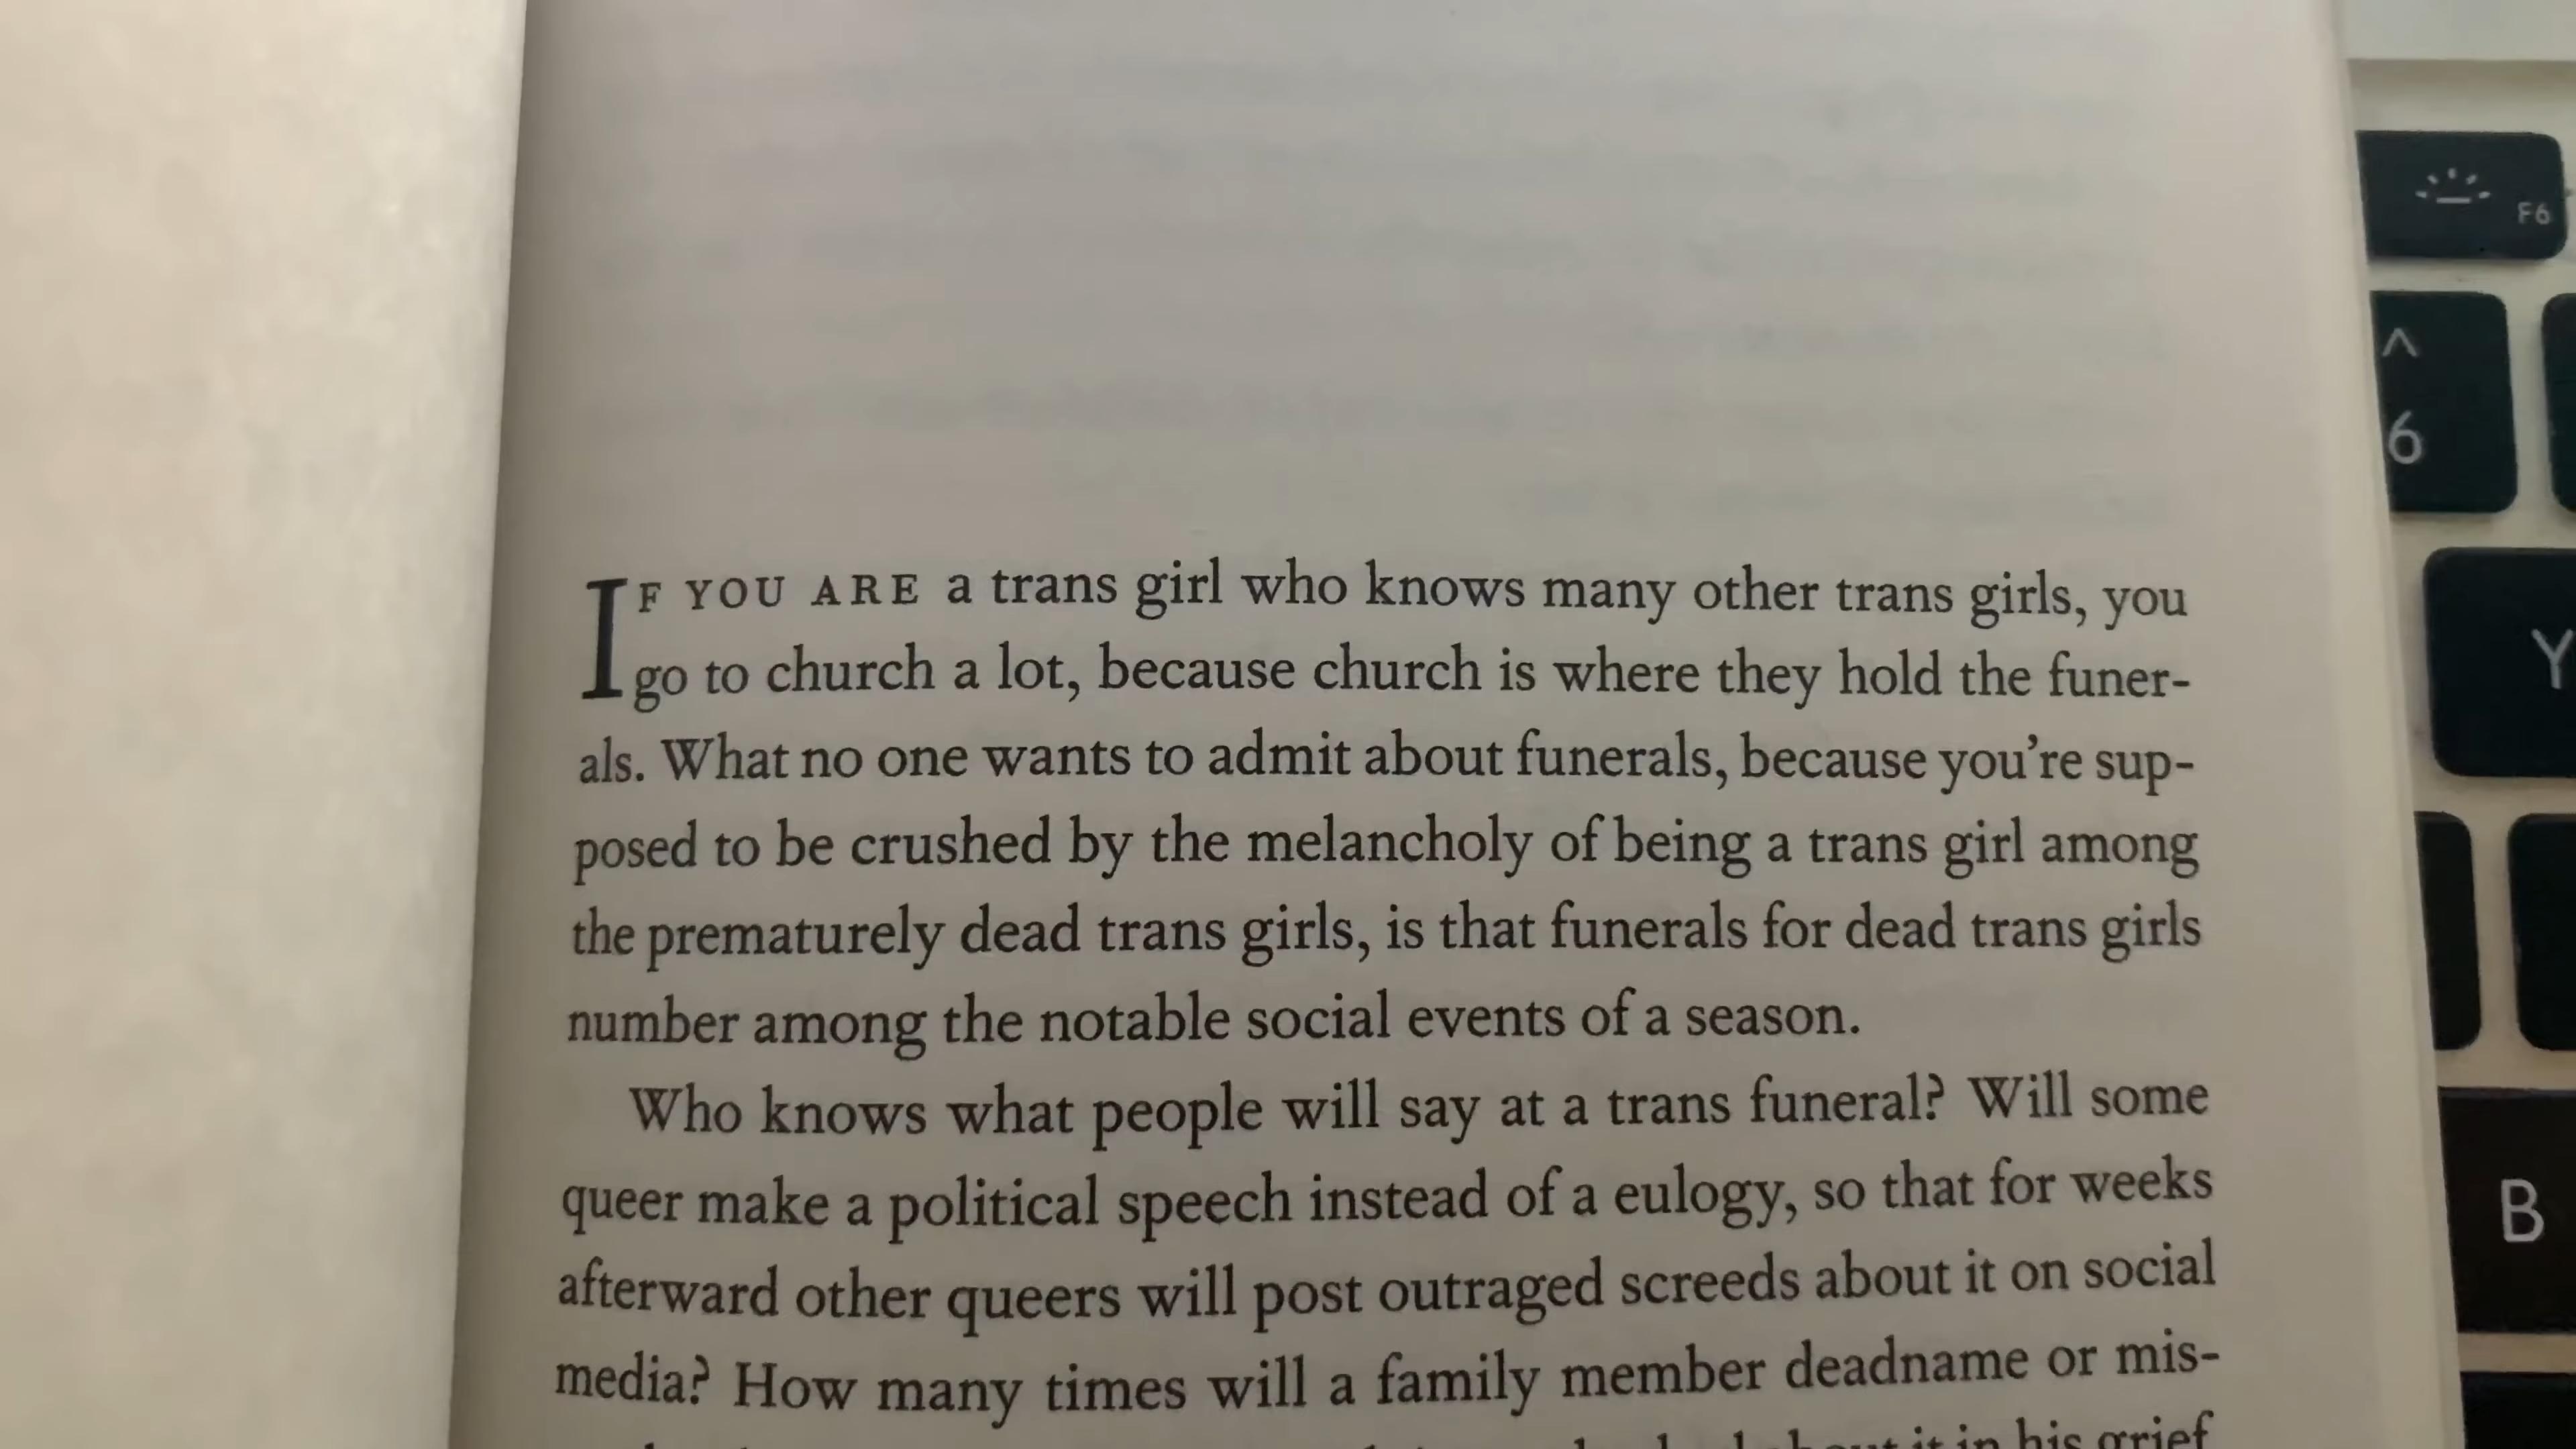 IF YOU ARE a trans girl who knows many other trans girls, you
go to church a lot, because church is where they hold the funer-
als. What no one wants to admit about funerals, because you're sup-
posed to be crushed by the melancholy of being a trans girl among
the prematurely dead trans girls, is that funerals for dead trans girls
number among the notable social events of a season.
Who knows what people will say at a trans funeral? Will some
queer make a political speech instead of a eulogy, so that for weeks
afterward other queers will post outraged screeds about it on social
media? How many times will a family member deadname or mis-
it in his grief
F6
^
6
Y
B